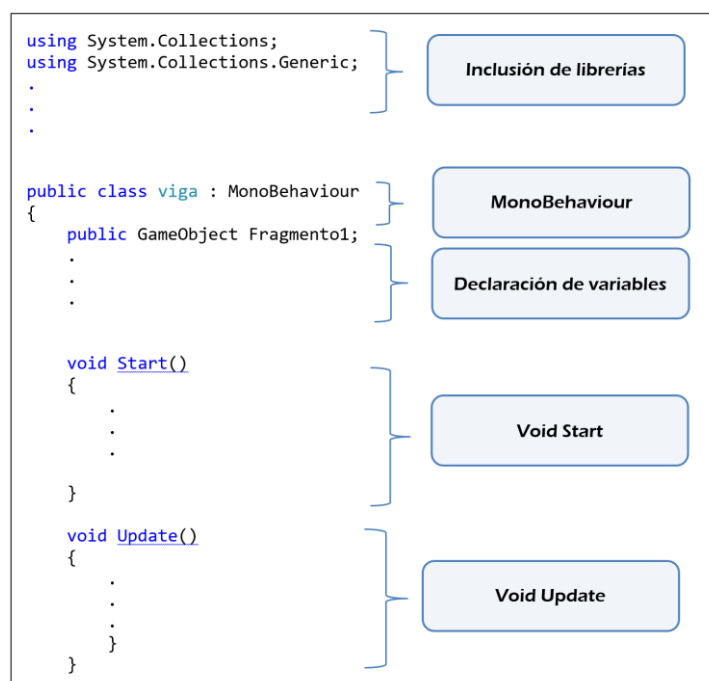 using System.Collections;
using System.Collections.Generic;
.
.
.
Inclusión de librerías
public class viga : MonoBehaviour
{
MonoBehaviour
public GameObject Fragmento1;
.
.
.
Declaración de variables
void Start()
{
.
.
.
}
Void Start
void Update()
{
.
.
.
}
}
Void Update